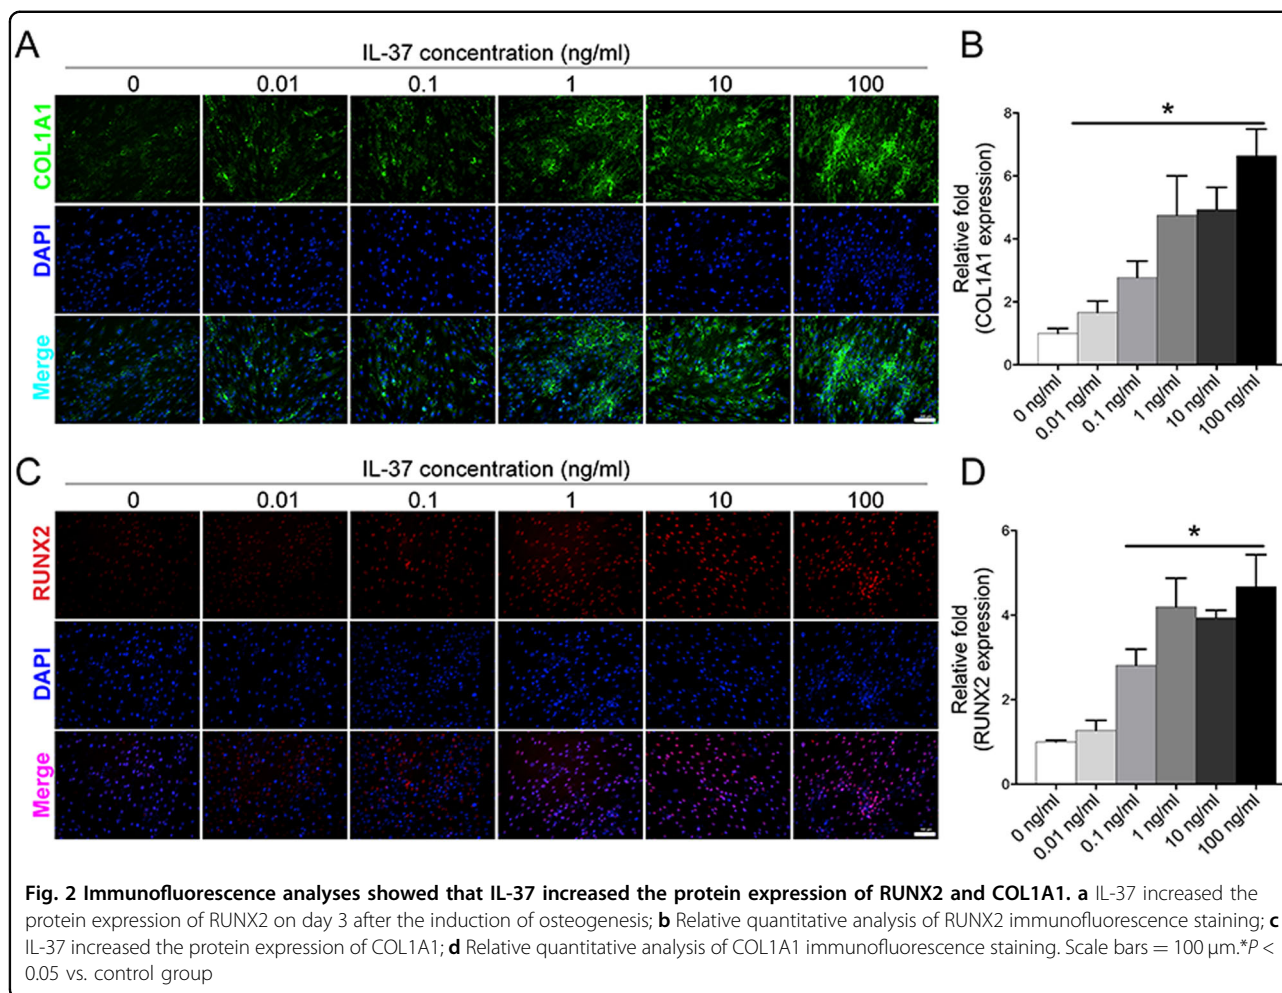 A
IL-37 concentration (ng/ml)
0 0.01 0.1 1 10 100
COL1A1
DAPI
Merge
B
*
8
6
4
2
0
Relative fold
(COL1A1 expression)
0 ng/ml
0.01 ng/ml
0.1 ng/ml
1 ng/ml
10 ng/ml
100 ng/ml
C
IL-37 concentration (ng/ml)
0 0.01 0.1 1 10 100
RUNX2
DAPI
Merge
D
*
6
4
2
0
Relative fold
(RUNX2 expression)
0 ng/ml
0.01 ng/ml
0.1 ng/ml
1 ng/ml
10 ng/ml
100 ng/ml
Fig. 2 Immunofluorescence analyses showed that IL-37 increased the protein expression of RUNX2 and COL1A1. a IL-37 increased the
protein expression of RUNX2 on day 3 after the induction of osteogenesis; b Relative quantitative analysis of RUNX2 immunofluorescence staining; c
IL-37 increased the protein expression of COL1A1; d Relative quantitative analysis of COL1A1 immunofluorescence staining. Scale bars = 100 μm.*P <
0.05 vs. control group